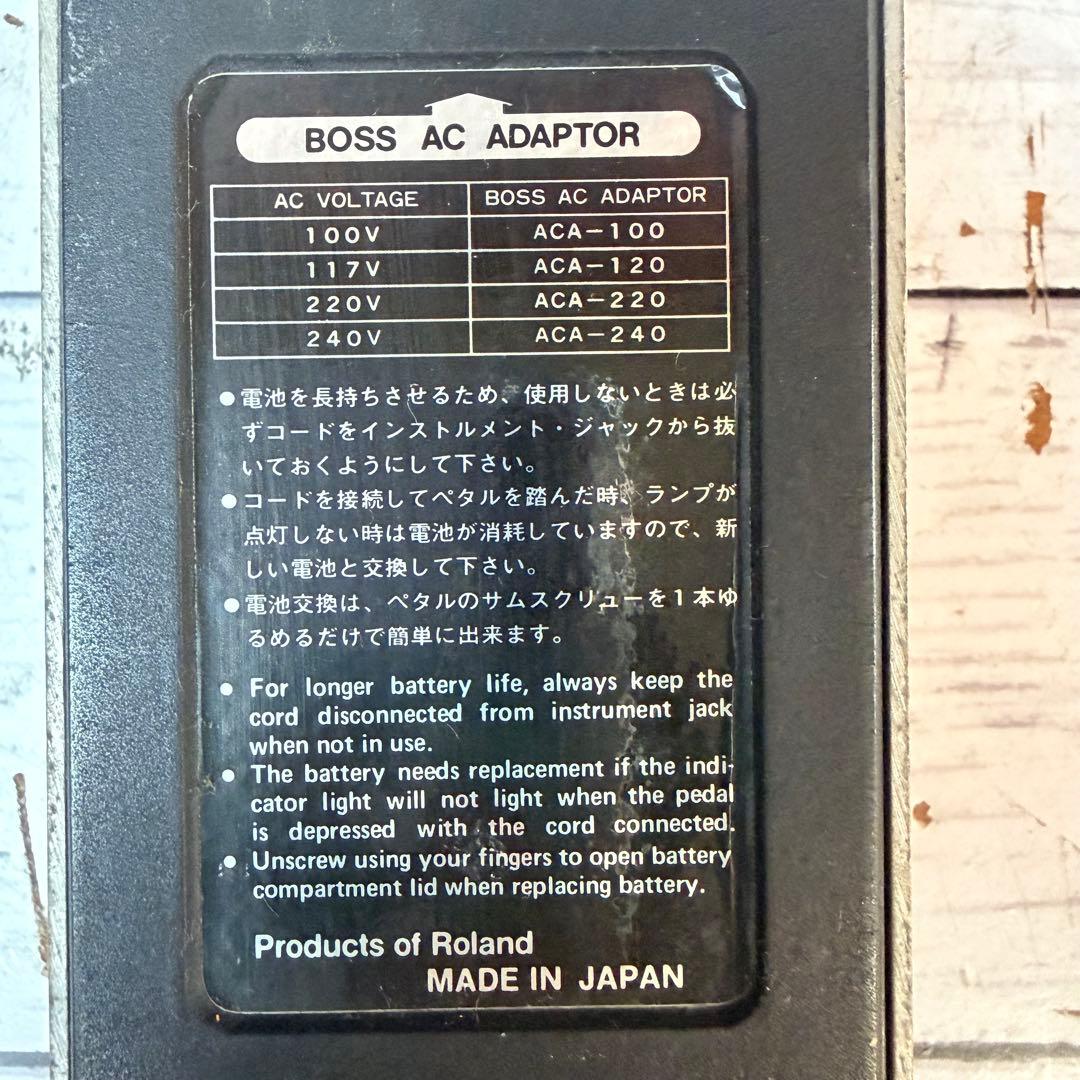 BOSS AC ADAPTOR
AC VOLTAGE BOSS AC ADAPTOR
100V ACA-100
117V ACA-120
220V ACA-220
240V ACA-240
●電池を長持ちさせるため、使用しないときは必
ずコードをインストルメント・ジャックから抜
いておくようにして下さい。
●コードを接続してペタルを踏んだ時、ランプが
点灯しない時は電池が消耗していますので、新
しい電池と交換して下さい。
●電池交換は、ペタルのサムスクリューを1本ゆ
るめるだけで簡単に出来ます。
● For longer battery life, always keep the
cord disconnected from instrument jack
when not in use.
● The battery needs replacement if the indi-
cator light will not light when the pedal
is depressed with the cord connected.
● Unscrew using your fingers to open battery
compartment lid when replacing battery.
Products of Roland
MADE IN JAPAN